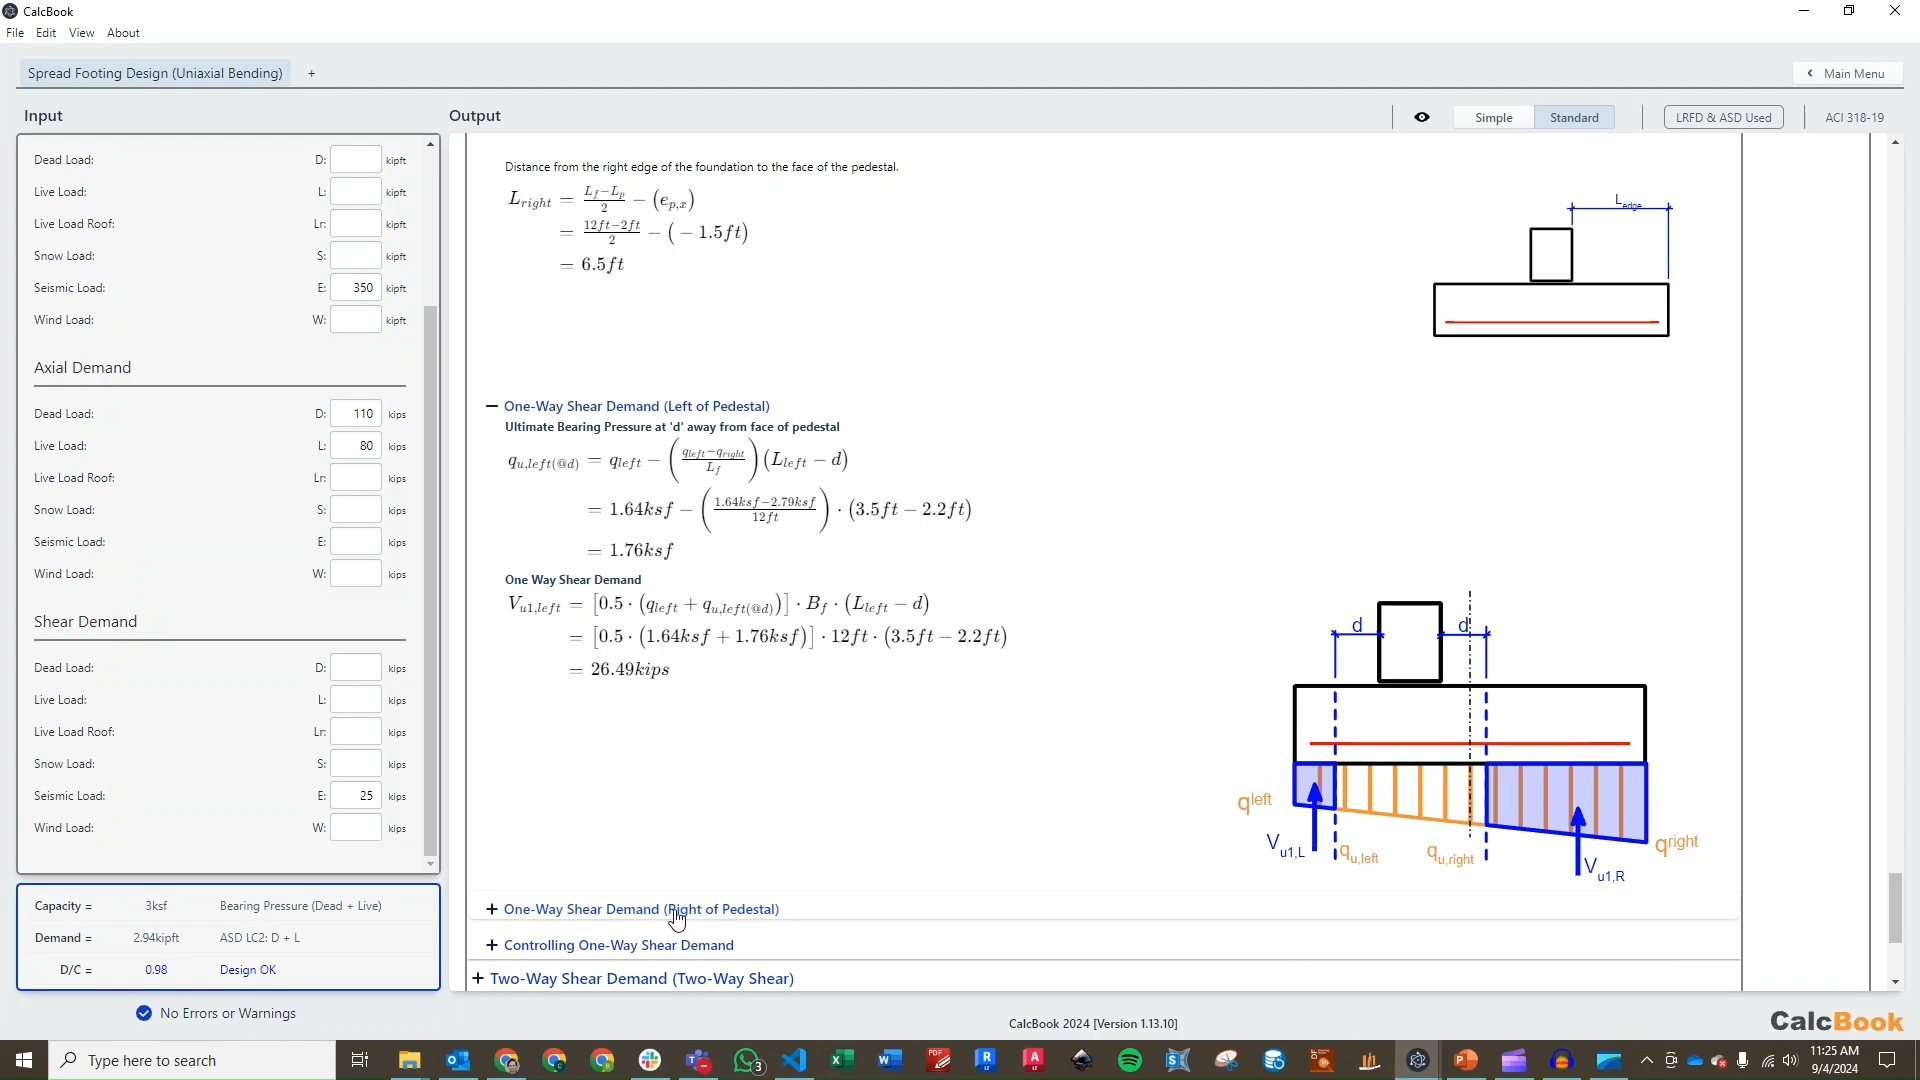 CalcBook
File Edit View About
Spread Footing Design (Uniaxial Bending) +
Main Menu
Input
Output
Simple
Standard
LRFD & ASD Used
ACI 318-19
Dead Load: D: kipft
Live Load: L: kipft
Live Load Roof: Lr: kipft
Snow Load: S: kipft
Seismic Load: E: 350 kipft
Wind Load: W: kipft
Axial Demand
Dead Load: D: 110 kips
Live Load: L: 80 kips
Live Load Roof: Lr: kips
Snow Load: S: kips
Seismic Load: E: kips
Wind Load: W: kips
Shear Demand
Dead Load: D: kips
Live Load: L: kips
Live Load Roof: Lr: kips
Snow Load: S: kips
Seismic Load: E: 25 kips
Wind Load: W: kips
Capacity = 3ksf Bearing Pressure (Dead + Live)
Demand = 2.94kipft ASD LC2: D + L
D/C = 0.98 Design OK
No Errors or Warnings
Distance from the right edge of the foundation to the face of the pedestal.
L_right = (L_f − L_p)/2 − (e_p,x)
= (12ft−2ft)/2 − ( − 1.5ft)
= 6.5ft
L_edge
One-Way Shear Demand (Left of Pedestal)
Ultimate Bearing Pressure at 'd' away from face of pedestal
q_u,left(@d) = q_left − ((q_left−q_right)/L_f) (L_left − d)
= 1.64ksf − ((1.64ksf−2.79ksf)/12ft) · (3.5ft − 2.2ft)
= 1.76ksf
One Way Shear Demand
V_u1,left = [0.5 · (q_left + q_u,left(@d))] · B_f · (L_left − d)
= [0.5 · (1.64ksf + 1.76ksf)] · 12ft · (3.5ft − 2.2ft)
= 26.49kips
d d
q^left
V_u1,L
q_u,left
q_u,right
V_u1,R
q^right
+ One-Way Shear Demand (Right of Pedestal)
+ Controlling One-Way Shear Demand
+ Two-Way Shear Demand (Two-Way Shear)
CalcBook 2024 [Version 1.13.10]
CalcBook
Type here to search
3
11:25 AM
9/4/2024